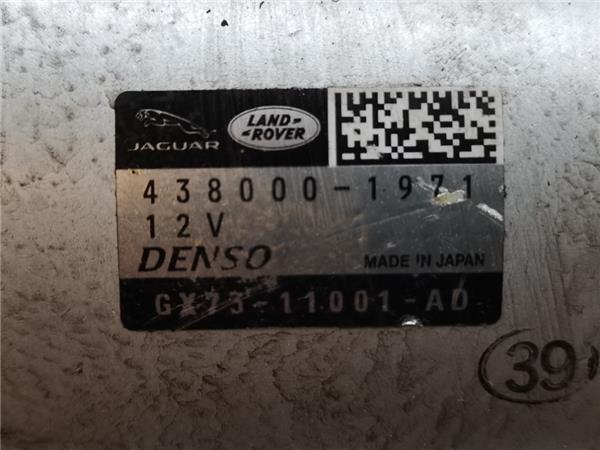 JAGUAR
LAND-
-ROVER
438000-1971
12V
DENSO MADE IN JAPAN
GX73-11001-AD
39